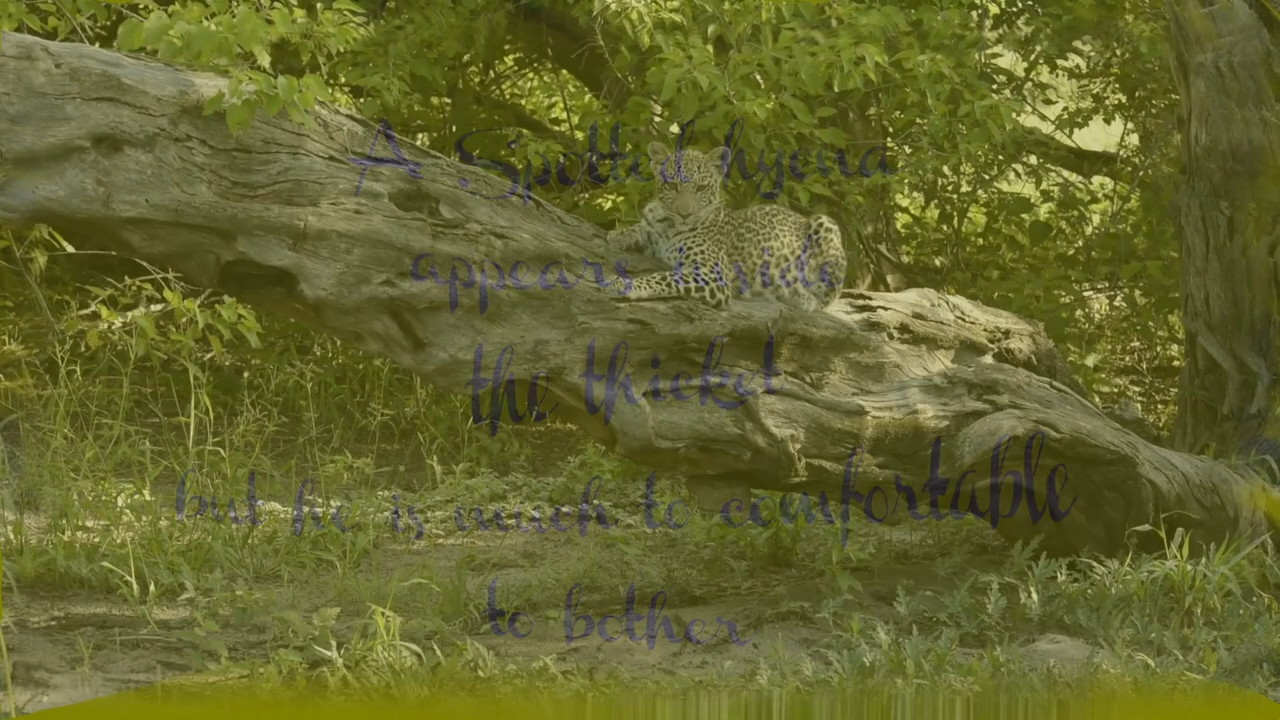 A Spotted hyena
appears inside
the thicket
but he is much to comfortable
to bother